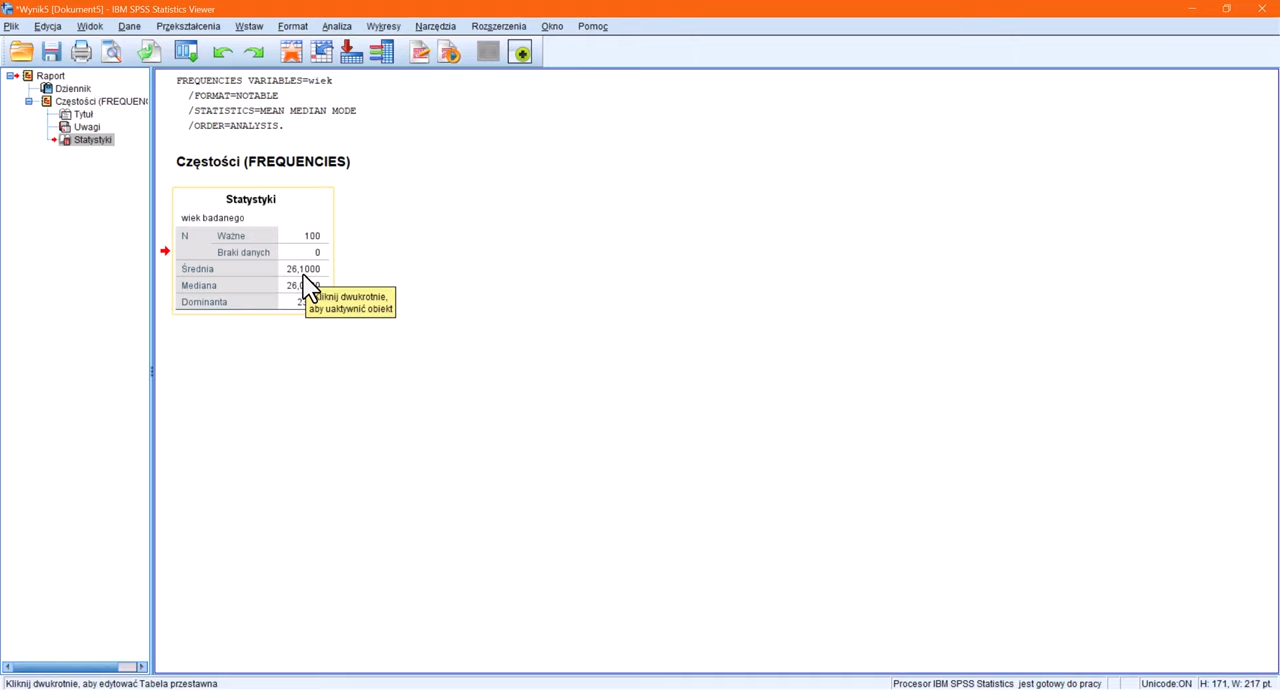 *Wynik5 [Dokument5] - IBM SPSS Statistics Viewer
Plik Edycja Widok Dane Przekształcenia Wstaw Format Analiza Wykresy Narzędzia Rozszerzenia Okno Pomoc
Raport
Dziennik
Częstości (FREQUENC
Tytuł
Uwagi
Statystyki
FREQUENCIES VARIABLES=wiek
/FORMAT=NOTABLE
/STATISTICS=MEAN MEDIAN MODE
/ORDER=ANALYSIS.
Częstości (FREQUENCIES)
Statystyki
wiek badanego
N Ważne 100
Braki danych 0
Średnia 26,1000
Mediana
Dominanta
dwukrotnie,
aby uaktywnić obiekt
Kliknij dwukrotnie, aby edytować Tabela przestawna
Procesor IBM SPSS Statistics jest gotowy do pracy
Unicode:ON H: 171, W: 217 pt.